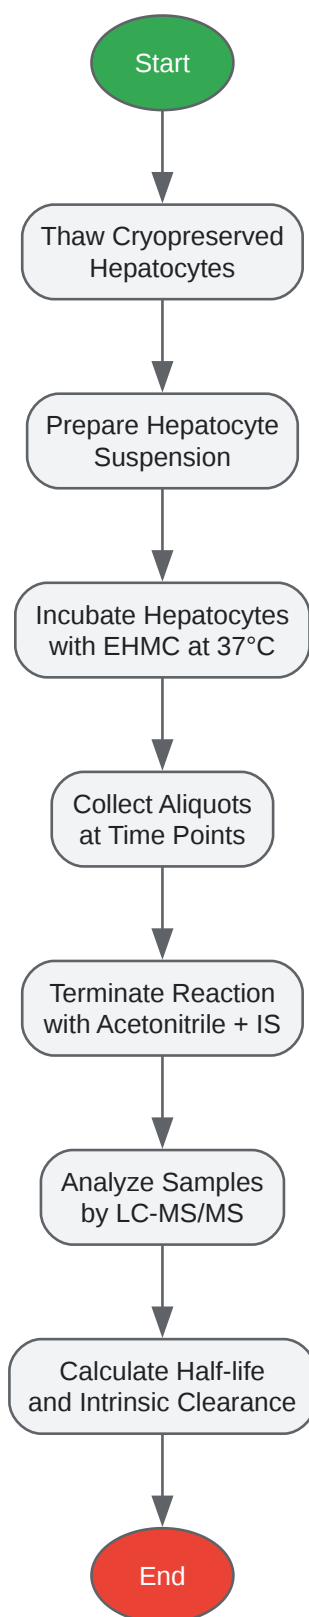 Start
Thaw Cryopreserved
Hepatocytes
Prepare Hepatocyte
Suspension
Incubate Hepatocytes
with EHMC at 37°C
Collect Aliquots
at Time Points
Terminate Reaction
with Acetonitrile + IS
Analyze Samples
by LC-MS/MS
Calculate Half-life
and Intrinsic Clearance
End